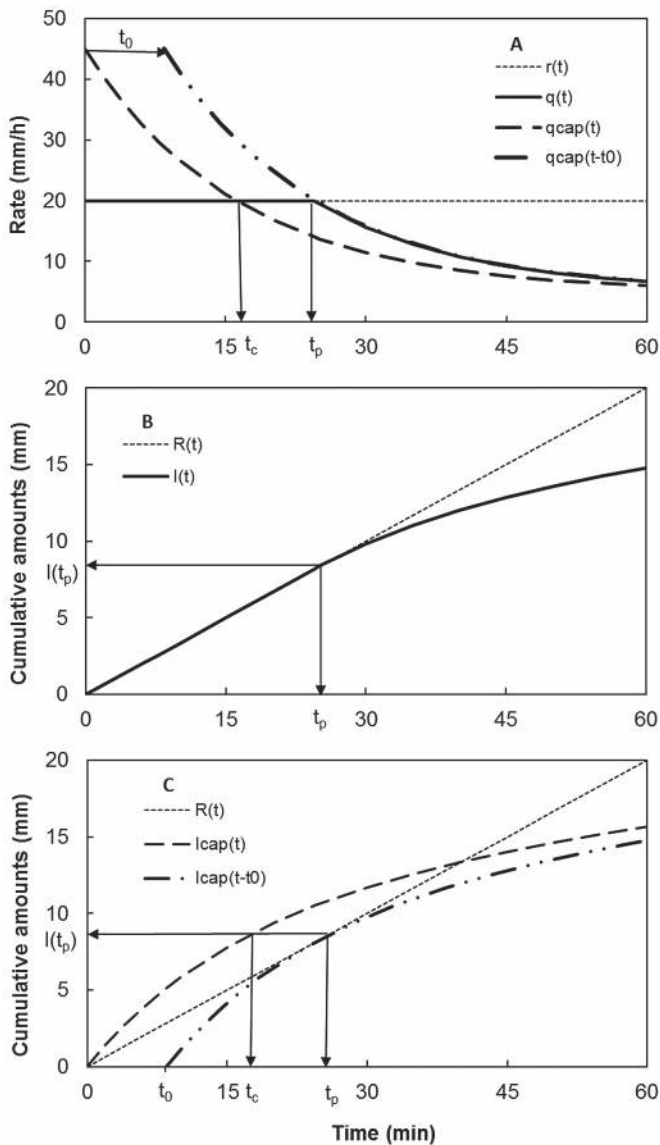 50
40
30
20
10
0
Rate (mm/h)
t0
A
r(t)
q(t)
qcap(t)
qcap(t-t0)
0 15 tc tp 30 45 60
20
15
10
I(tp)
5
0
Cumulative amounts (mm)
B
R(t)
I(t)
0 15 tp 30 45 60
20
15
10
I(tp)
5
0
Cumulative amounts (mm)
C
R(t)
Icap(t)
Icap(t-t0)
0 t0 15 tc tp 30 45 60
Time (min)